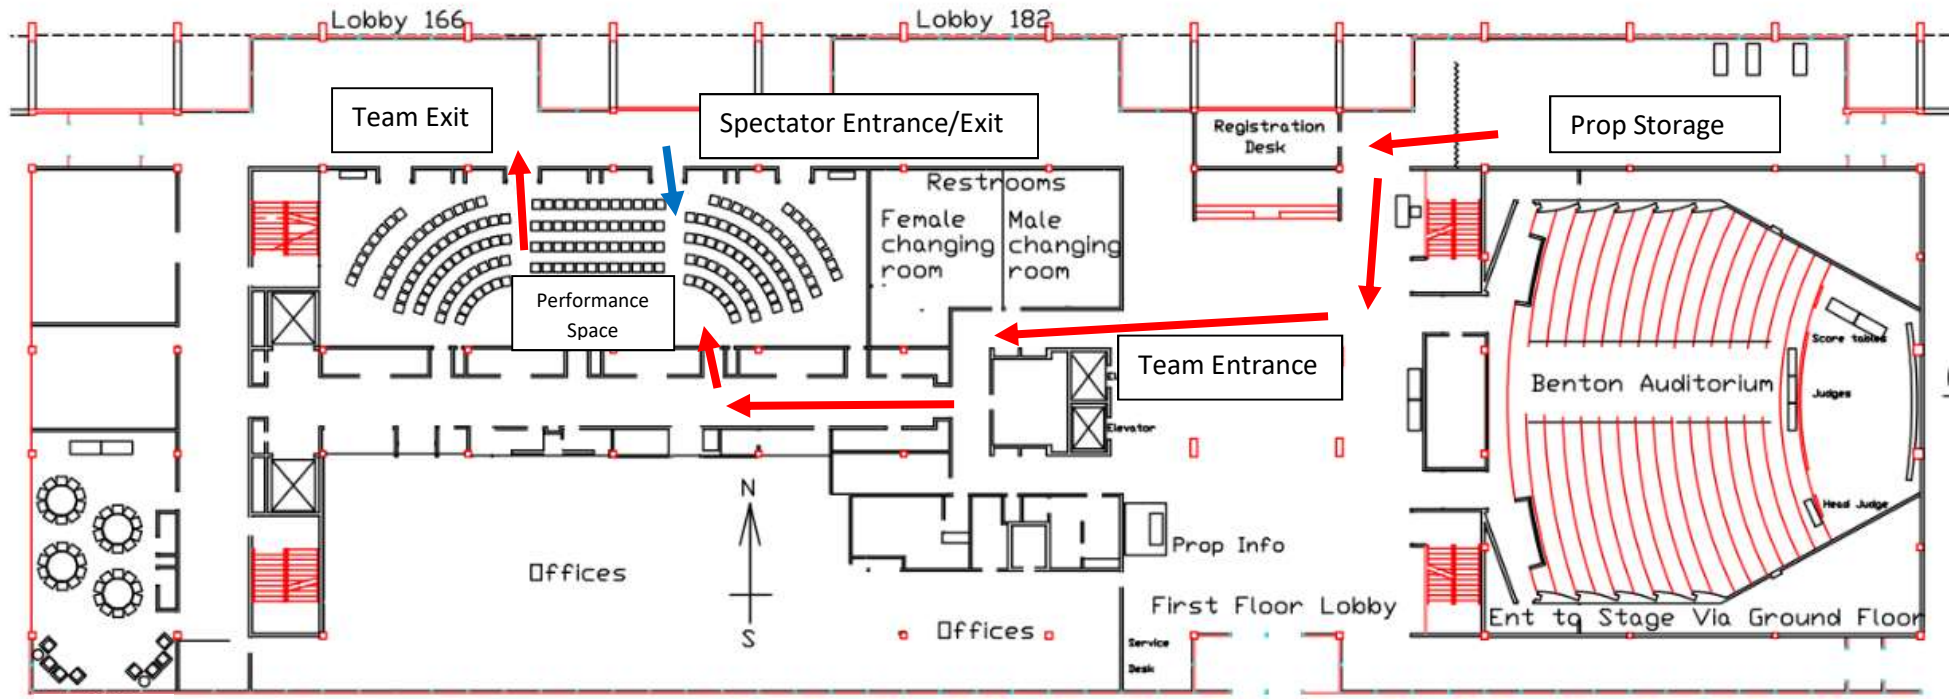 Lobby 166
Lobby 182
Team Exit
Spectator Entrance/Exit
Registration
Desk
Prop Storage
Restrooms
Female
changing
room
Male
changing
room
Performance
Space
Team Entrance
Elevator
Score tables
Benton Auditorium
Judges
Head Judge
N
S
Prop Info
Offices
First Floor Lobby
Offices
Ent to Stage Via Ground Floor
Service
Desk